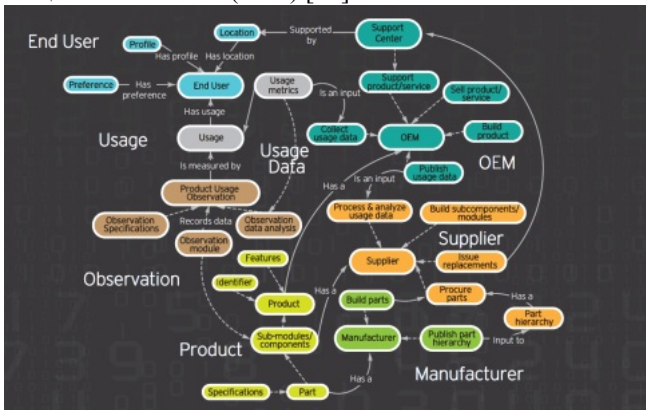 End User
Profile
Location
Supported
by
Support
Center
Has profile
Has location
Preference
Has
preference
End User
Usage
metrics
Is an input
Support
product/service
Sell product/
service
Has usage
Usage
Usage
Usage
Data
Collect
usage data
OEM
Build
product
OEM
Is measured by
Publish
usage data
Product Usage
Observation
Has a
Is an input
Process & analyze
usage data
Build subcomponents/
modules
Observation
Specifications
Records data
Observation
data analysis
Observation
module
Supplier
Features
Supplier
Issue
replacements
Observation
Identifier
Has a
Product
Build parts
Procure
parts
Has a
Part
hierarchy
Product
Sub-modules/
components
Manufacturer
Publish part
hierarchy
Input to
Manufacturer
Has a
Specifications
Part